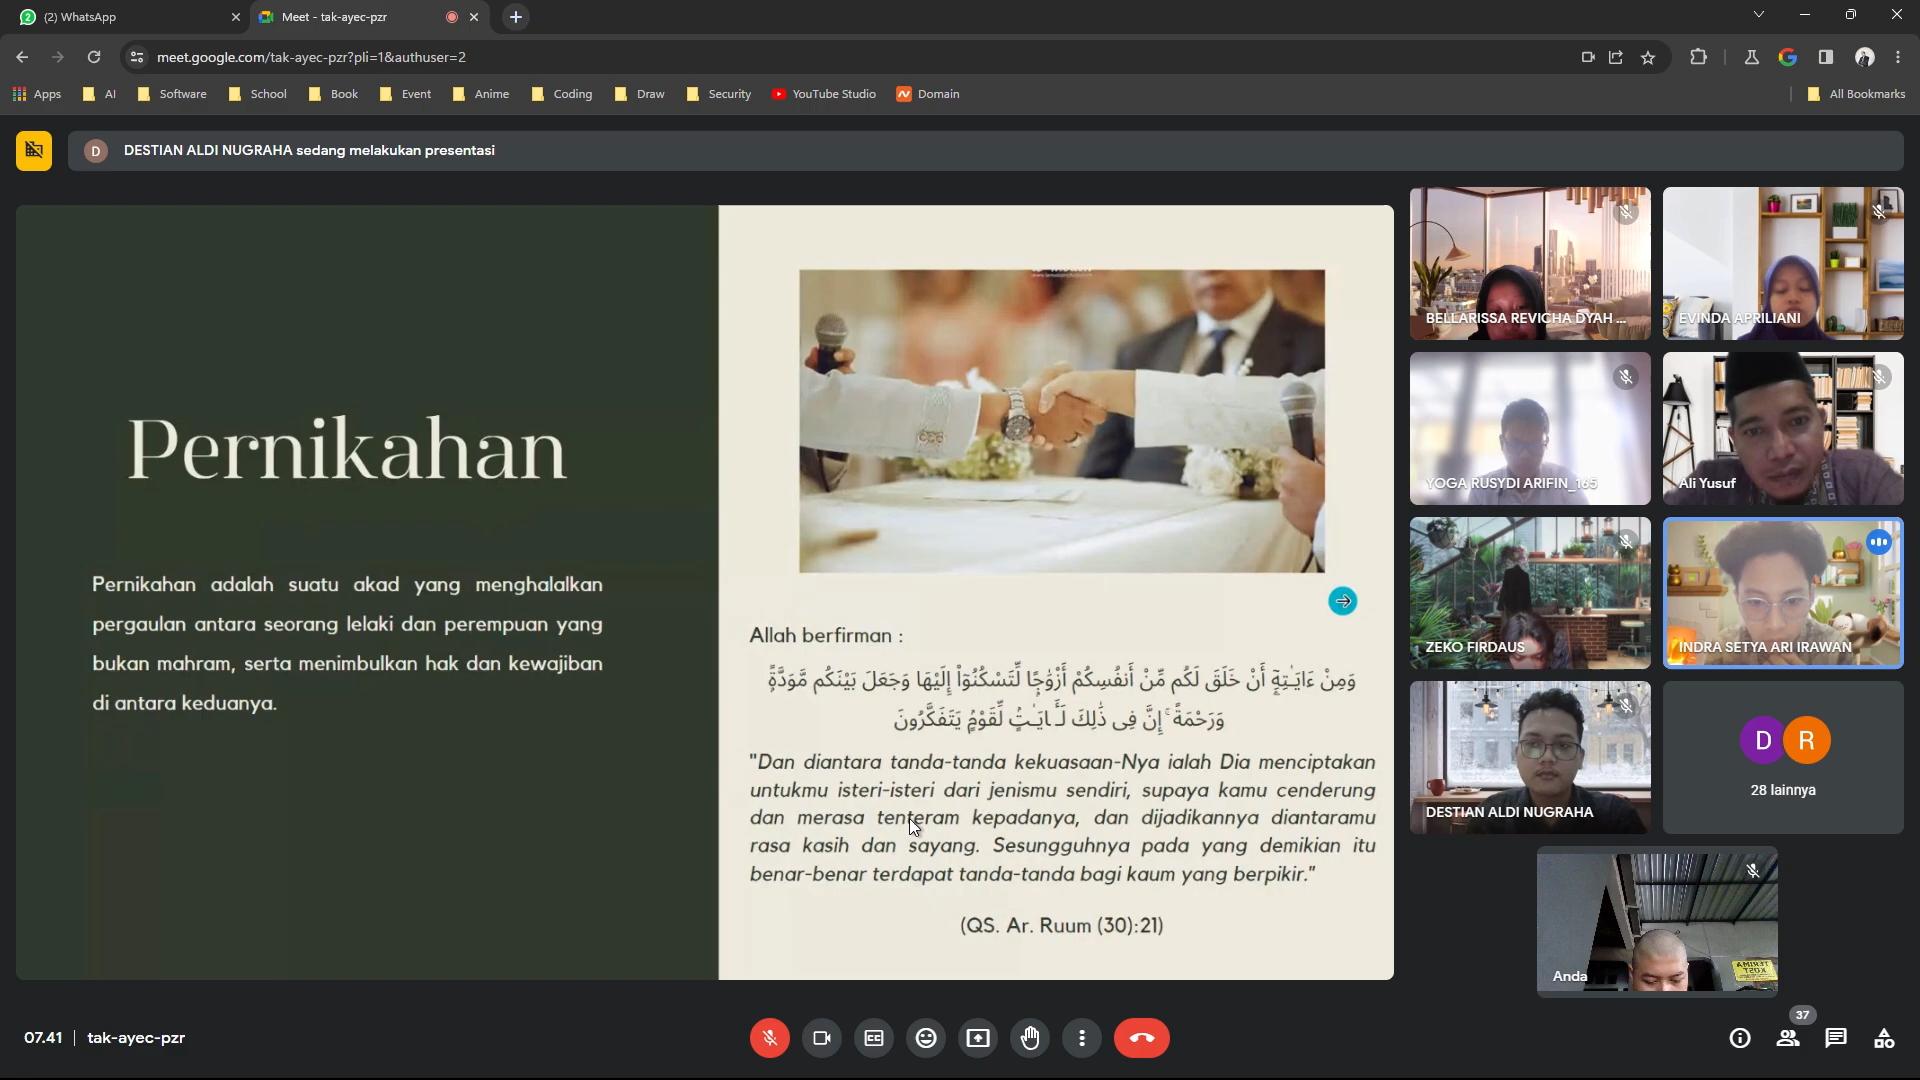 (2) WhatsApp
Meet - tak-ayec-pzr
meet.google.com/tak-ayec-pzr?pli=1&authuser=2
Apps
AI
Software
School
Book
Event
Anime
Coding
Draw
Security
YouTube Studio
Domain
All Bookmarks
D
DESTIAN ALDI NUGRAHA sedang melakukan presentasi
Pernikahan
Pernikahan adalah suatu akad yang menghalalkan
pergaulan antara seorang lelaki dan perempuan yang
bukan mahram, serta menimbulkan hak dan kewajiban
di antara keduanya.
Allah berfirman :
وَمِنْ ءَايَـٰتِهِۦٓ أَنْ خَلَقَ لَكُم مِّنْ أَنفُسِكُمْ أَزْوَٰجًۭا لِّتَسْكُنُوٓا۟ إِلَيْهَا وَجَعَلَ بَيْنَكُم مَّوَدَّةًۭ
وَرَحْمَةً ۚ إِنَّ فِى ذَٰلِكَ لَـَٔايَـٰتٍۢ لِّقَوْمٍۢ يَتَفَكَّرُونَ
"Dan diantara tanda-tanda kekuasaan-Nya ialah Dia menciptakan
untukmu isteri-isteri dari jenismu sendiri, supaya kamu cenderung
dan merasa tenteram kepadanya, dan dijadikannya diantaramu
rasa kasih dan sayang. Sesungguhnya pada yang demikian itu
benar-benar terdapat tanda-tanda bagi kaum yang berpikir."
(QS. Ar. Ruum (30):21)
BELLARISSA REVICHA DYAH ...
EVINDA APRILIANI
YOGA RUSYDI ARIFIN_165
Ali Yusuf
ZEKO FIRDAUS
INDRA SETYA ARI IRAWAN
DESTIAN ALDI NUGRAHA
D
R
28 lainnya
Anda
TERIMA
KOST
07.41
tak-ayec-pzr
37